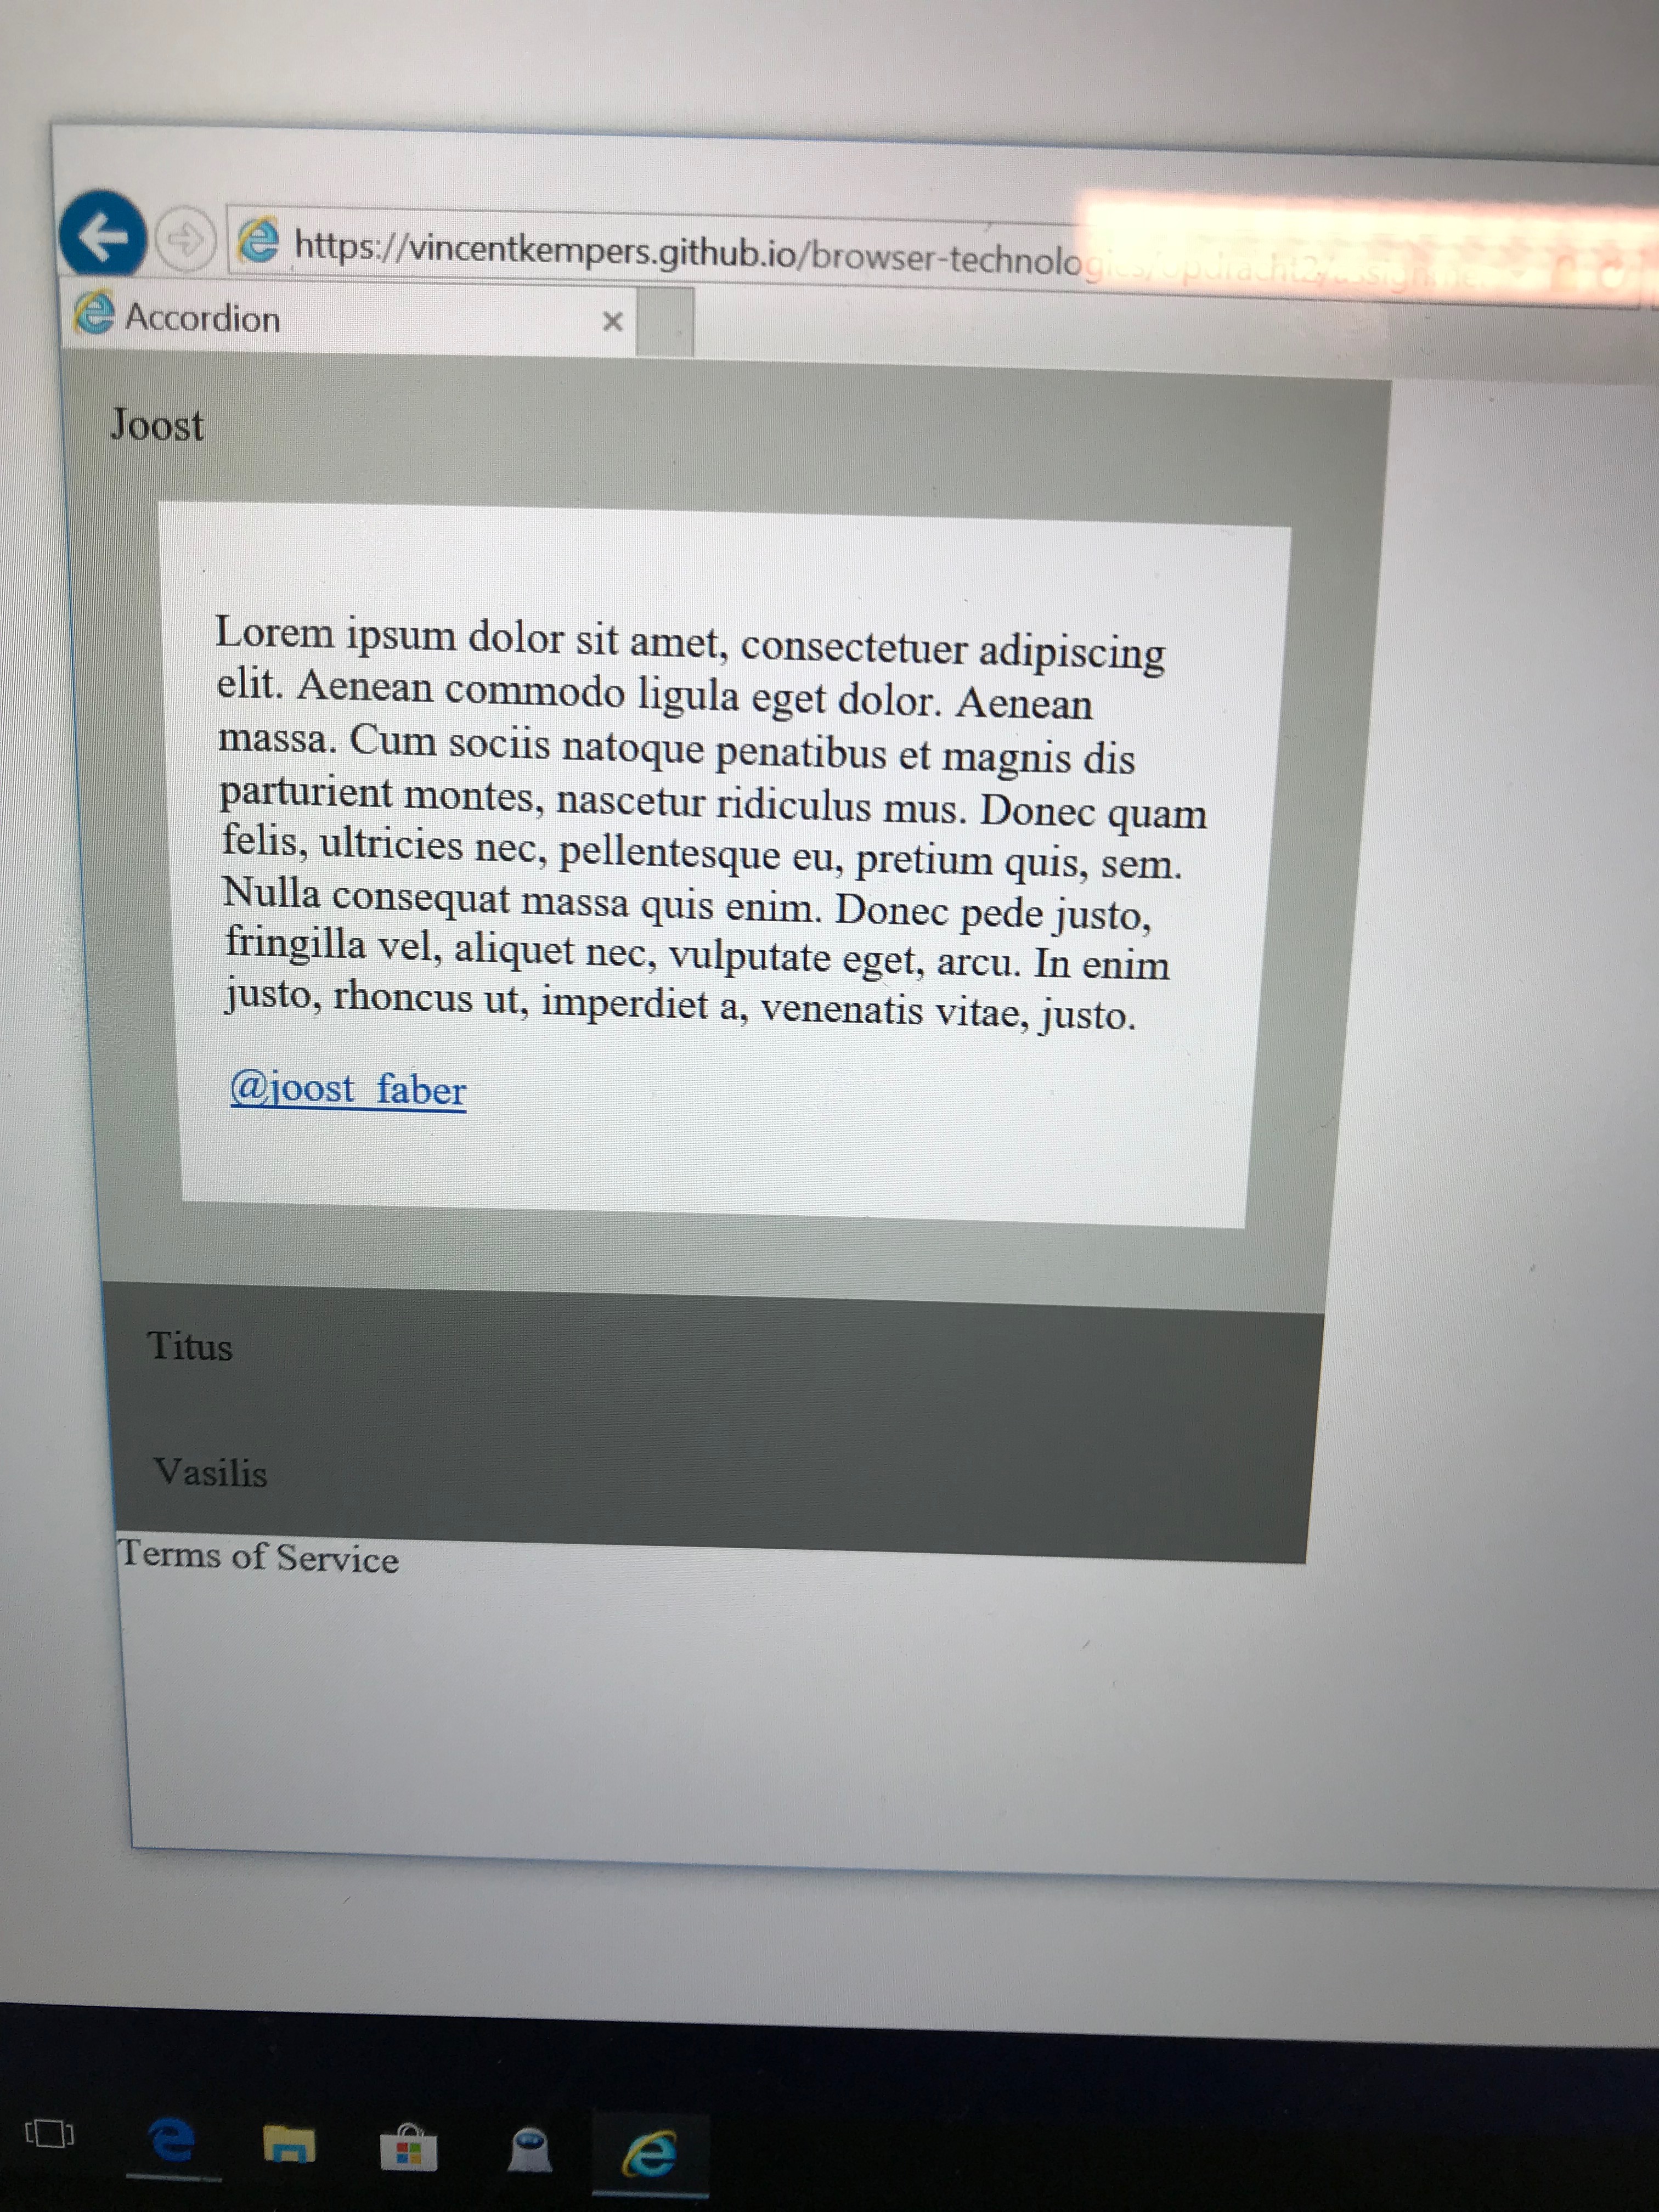 https://vincentkempers.github.io/browser-technologies/opdracht2/
Accordion
Joost
Lorem ipsum dolor sit amet, consectetuer adipiscing
elit. Aenean commodo ligula eget dolor. Aenean
massa. Cum sociis natoque penatibus et magnis dis
parturient montes, nascetur ridiculus mus. Donec quam
felis, ultricies nec, pellentesque eu, pretium quis, sem.
Nulla consequat massa quis enim. Donec pede justo,
fringilla vel, aliquet nec, vulputate eget, arcu. In enim
justo, rhoncus ut, imperdiet a, venenatis vitae, justo.
@joost_faber
Titus
Vasilis
Terms of Service